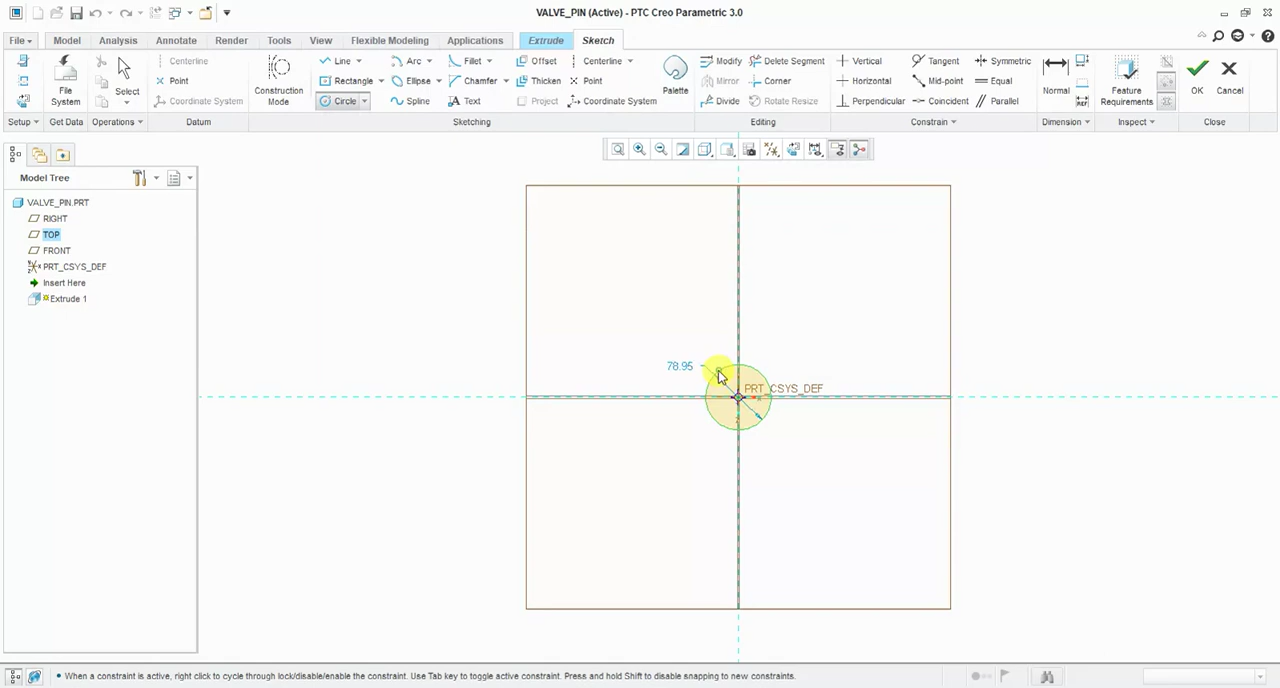 VALVE_PIN (Active) - PTC Creo Parametric 3.0
File Model Analysis Annotate Render Tools View Flexible Modeling Applications Extrude Sketch
Centerline Line Arc Fillet Offset Centerline Modify Delete Segment Vertical Tangent Symmetric
Point Rectangle Ellipse Chamfer Thicken Point Mirror Corner Horizontal Mid-point Equal
File System Select Construction Mode Palette Normal Feature Requirements OK Cancel
Coordinate System Circle Spline Text Project Coordinate System Divide Rotate Resize Perpendicular Coincident Parallel
Setup Get Data Operations Datum Sketching Editing Constrain Dimension Inspect Close
Model Tree
VALVE_PIN.PRT
RIGHT
TOP
FRONT
PRT_CSYS_DEF
Insert Here
Extrude 1
78.95
PRT_CSYS_DEF
• When a constraint is active, right click to cycle through lock/disable/enable the constraint. Use Tab key to toggle active constraint. Press and hold Shift to disable snapping to new constraints.